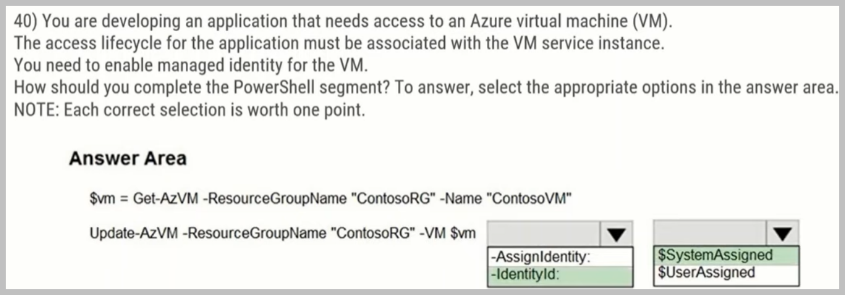 40) You are developing an application that needs access to an Azure virtual machine (VM).
The access lifecycle for the application must be associated with the VM service instance.
You need to enable managed identity for the VM.
How should you complete the PowerShell segment? To answer, select the appropriate options in the answer area.
NOTE: Each correct selection is worth one point.
Answer Area
$vm = Get-AzVM -ResourceGroupName "ContosoRG" -Name "ContosoVM"
Update-AzVM -ResourceGroupName "ContosoRG" -VM $vm
-AssignIdentity:
-IdentityId:
$SystemAssigned
$UserAssigned